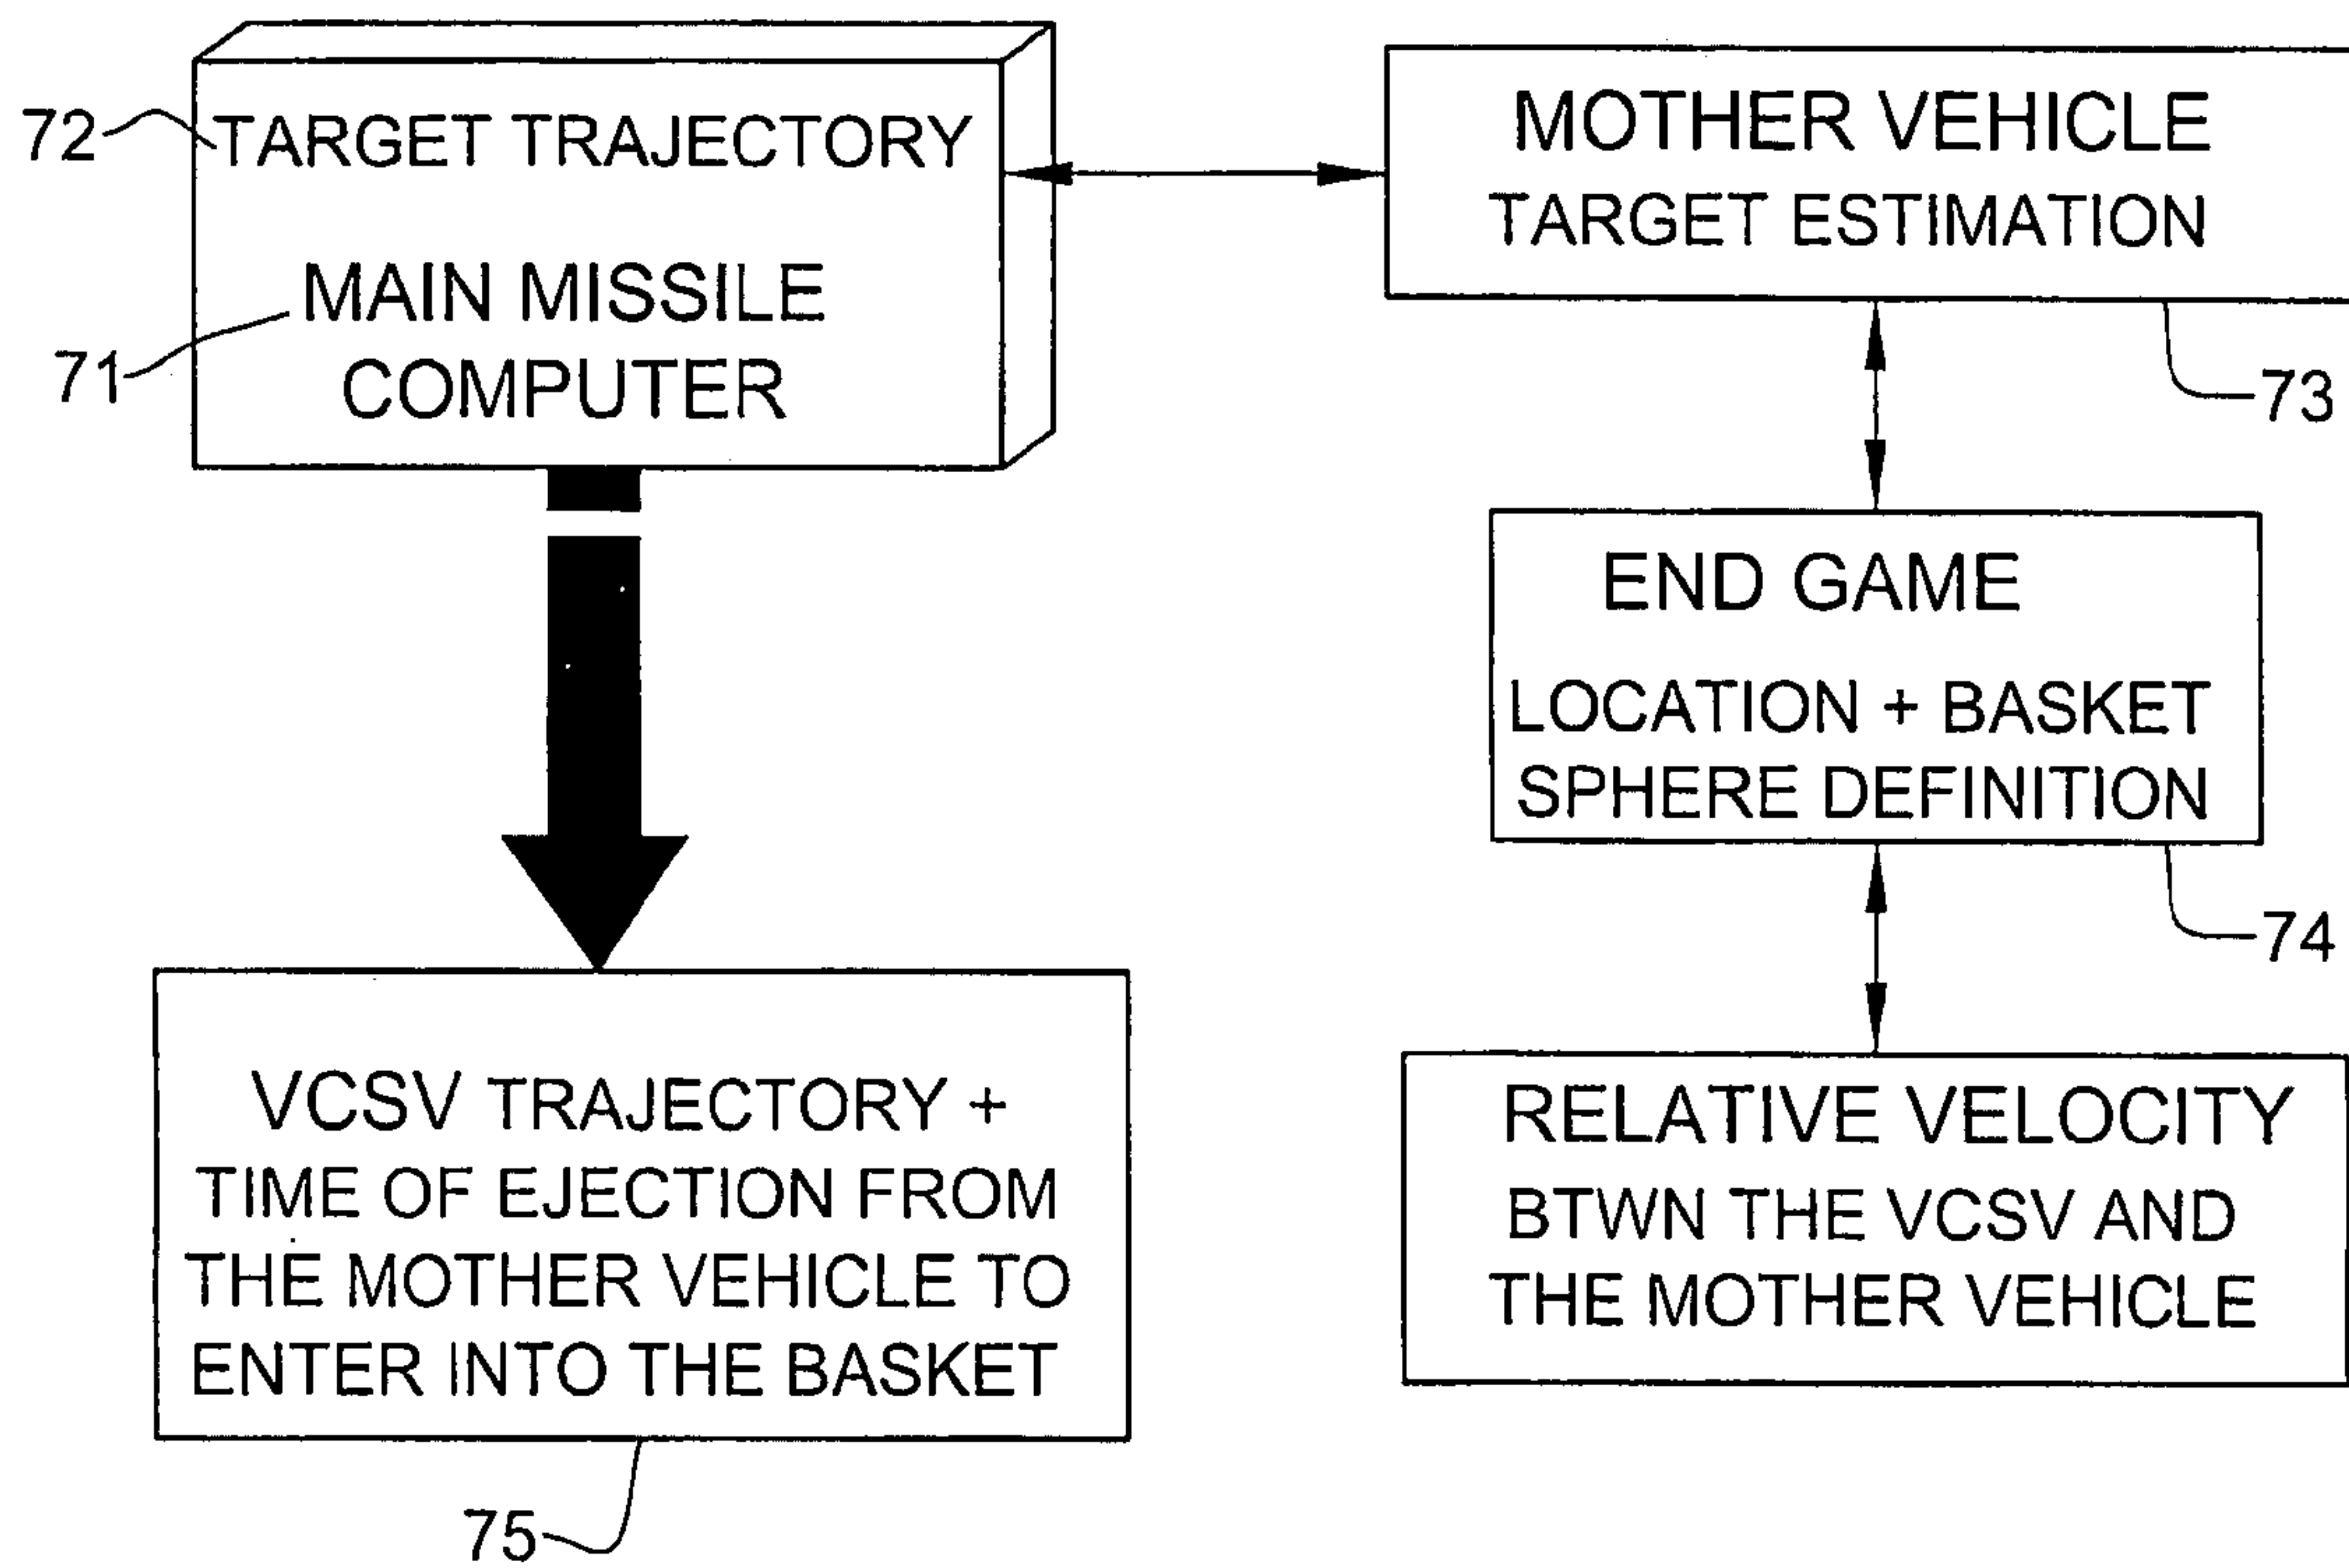 72
TARGET TRAJECTORY
MAIN MISSILE
COMPUTER
71
MOTHER VEHICLE
TARGET ESTIMATION
73
END GAME
LOCATION + BASKET
SPHERE DEFINITION
74
RELATIVE VELOCITY
BTWN THE VCSV AND
THE MOTHER VEHICLE
VCSV TRAJECTORY +
TIME OF EJECTION FROM
THE MOTHER VEHICLE TO
ENTER INTO THE BASKET
75